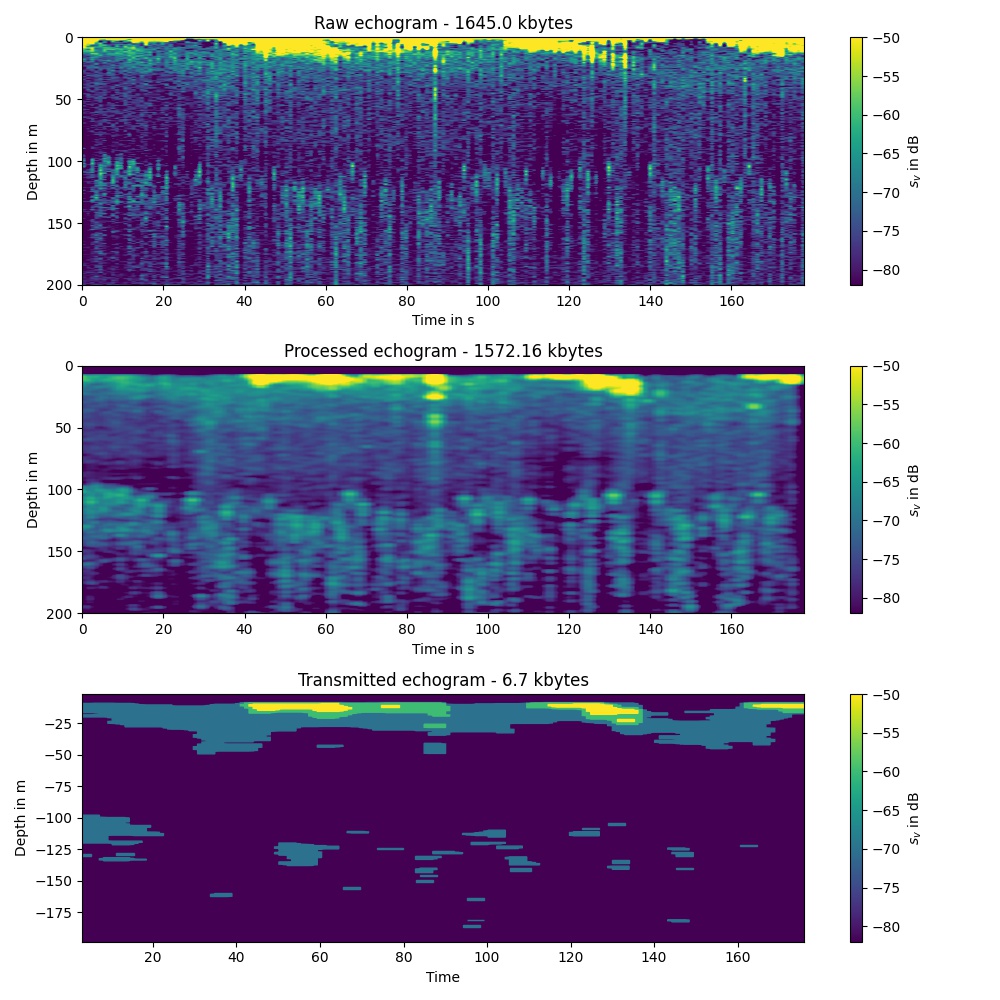 Raw echogram - 1645.0 kbytes
0
50
100
150
200
Depth in m
0 20 40 60 80 100 120 140 160
Time in s
−50
−55
−60
−65
−70
−75
−80
sv in dB
Processed echogram - 1572.16 kbytes
0
50
100
150
200
Depth in m
0 20 40 60 80 100 120 140 160
Time in s
−50
−55
−60
−65
−70
−75
−80
sv in dB
Transmitted echogram - 6.7 kbytes
−25
−50
−75
−100
−125
−150
−175
Depth in m
20 40 60 80 100 120 140 160
Time
−50
−55
−60
−65
−70
−75
−80
sv in dB